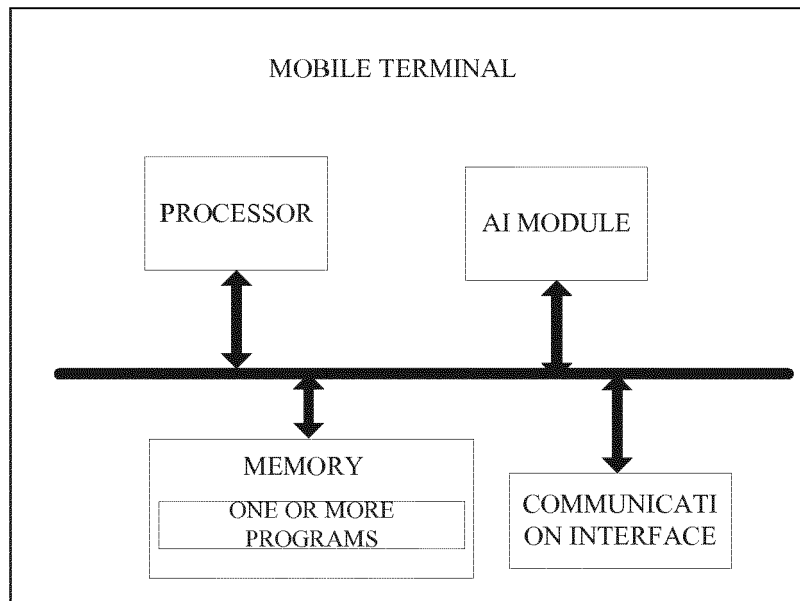 MOBILE TERMINAL
PROCESSOR
AI MODULE
MEMORY
ONE OR MORE
PROGRAMS
COMMUNICATI
ON INTERFACE